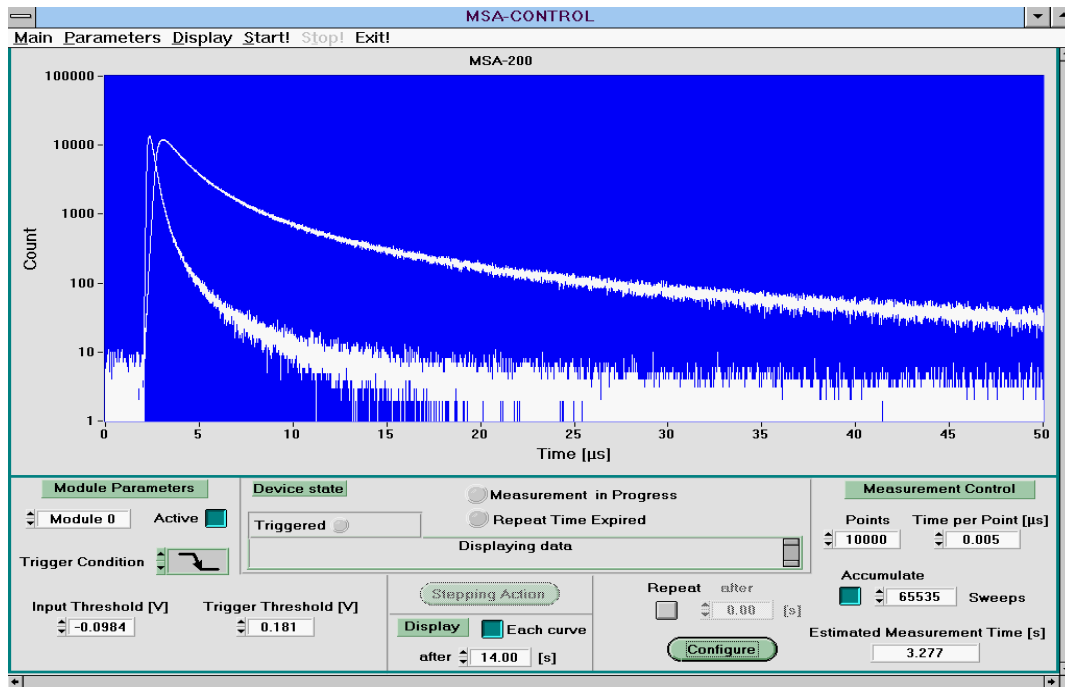 MSA-CONTROL
Main Parameters Display Start! Stop! Exit!
MSA-200
100000
10000
1000
100
10
1
Count
0 5 10 15 20 25 30 35 40 45 50
Time [µs]
Module Parameters
Module 0 Active
Trigger Condition
Input Threshold [V] Trigger Threshold [V]
-0.0984 0.181
Device state
Measurement in Progress
Triggered
Repeat Time Expired
Displaying data
Stepping Action
Display Each curve
after 14.00 [s]
Repeat after
0.00 [s]
Configure
Measurement Control
Points Time per Point [µs]
10000 0.005
Accumulate
65535 Sweeps
Estimated Measurement Time [s]
3.277